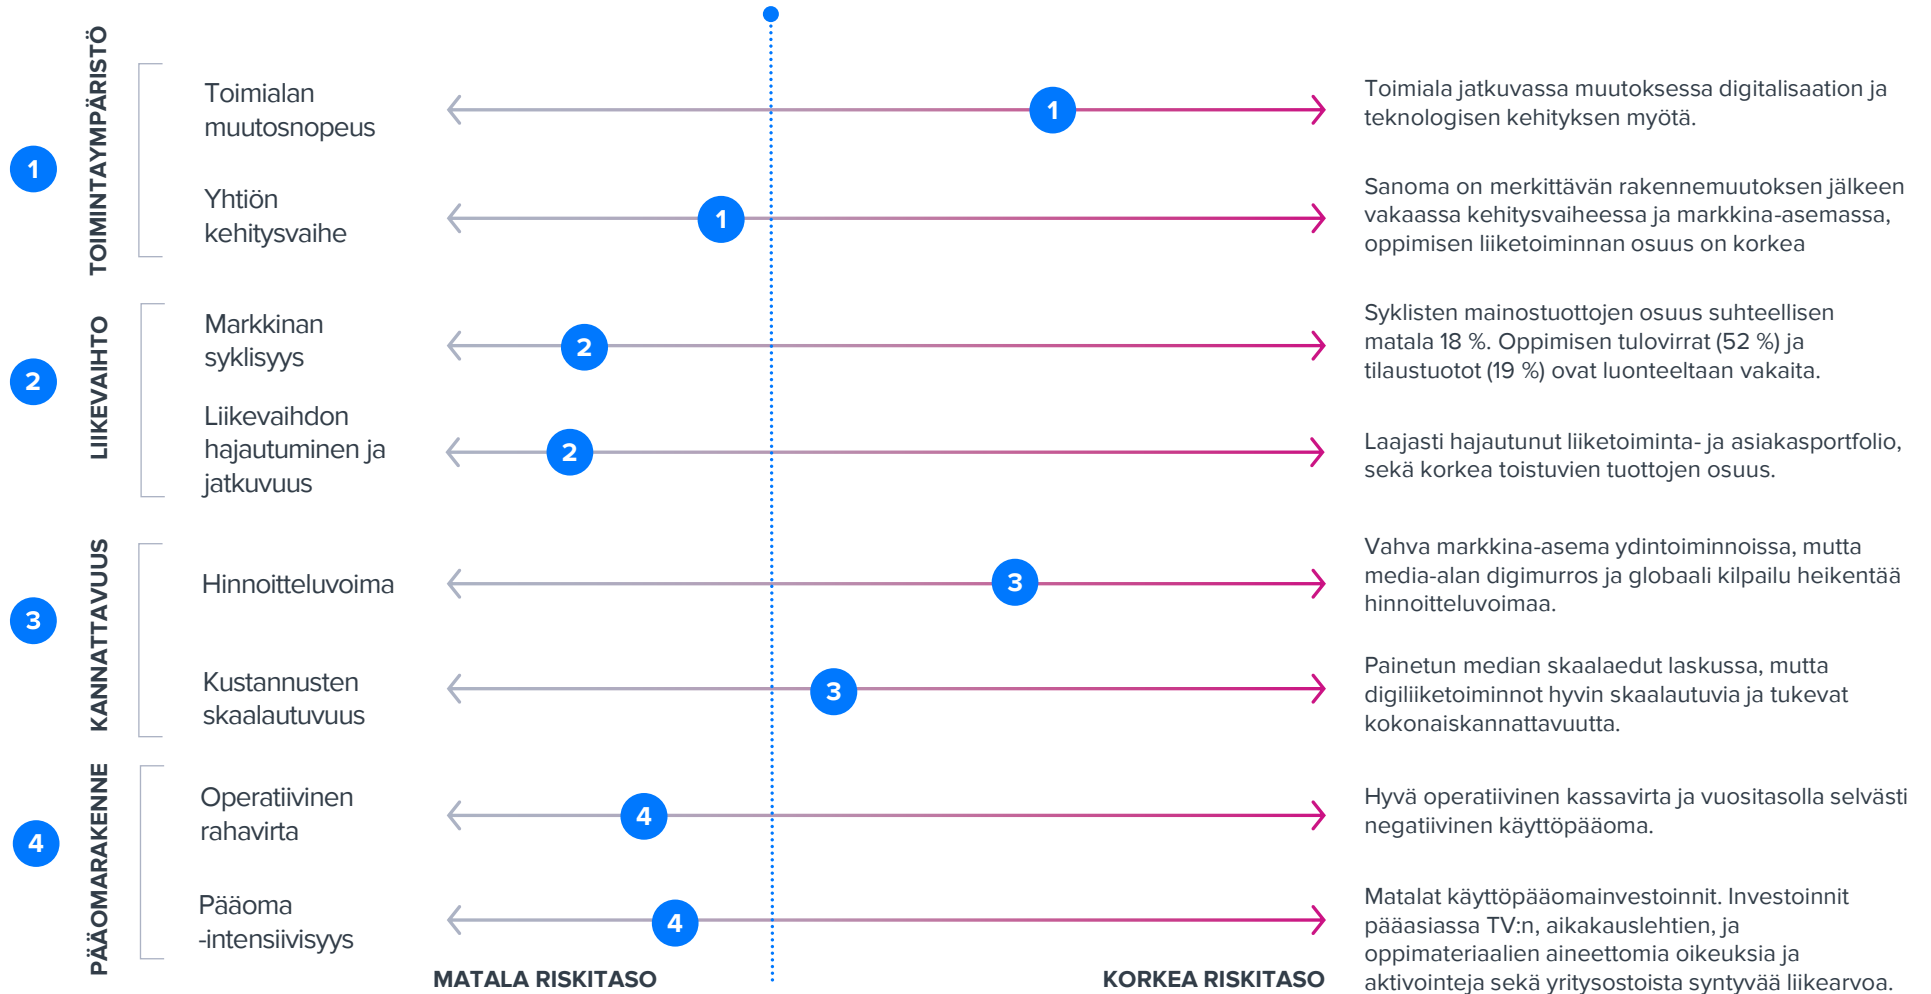 TOIMINTAYMPÄRISTÖ
1
Toimialan
muutosnopeus
1
Toimiala jatkuvassa muutoksessa digitalisaation ja
teknologisen kehityksen myötä.
Yhtiön
kehitysvaihe
1
Sanoma on merkittävän rakennemuutoksen jälkeen
vakaassa kehitysvaiheessa ja markkina-asemassa,
oppimisen liiketoiminnan osuus on korkea
LIIKEVAIHTO
2
Markkinan
syklisyys
2
Syklisten mainostuottojen osuus suhteellisen
matala 18 %. Oppimisen tulovirrat (52 %) ja
tilaustuotot (19 %) ovat luonteeltaan vakaita.
Liikevaihdon
hajautuminen ja
jatkuvuus
2
Laajasti hajautunut liiketoiminta- ja asiakasportfolio,
sekä korkea toistuvien tuottojen osuus.
KANNATTAVUUS
3
Hinnoitteluvoima
3
Vahva markkina-asema ydintoiminnoissa, mutta
media-alan digimurros ja globaali kilpailu heikentää
hinnoitteluvoimaa.
Kustannusten
skaalautuvuus
3
Painetun median skaalaedut laskussa, mutta
digiliiketoiminnot hyvin skaalautuvia ja tukevat
kokonaiskannattavuutta.
PÄÄOMARAKENNE
4
Operatiivinen
rahavirta
4
Hyvä operatiivinen kassavirta ja vuositasolla selvästi
negatiivinen käyttöpääoma.
Pääoma
-intensiivisyys
4
Matalat käyttöpääomainvestoinnit. Investoinnit
pääasiassa TV:n, aikakauslehtien, ja
oppimateriaalien aineettomia oikeuksia ja
aktivointeja sekä yritysostoista syntyvää liikearvoa.
MATALA RISKITASO
KORKEA RISKITASO